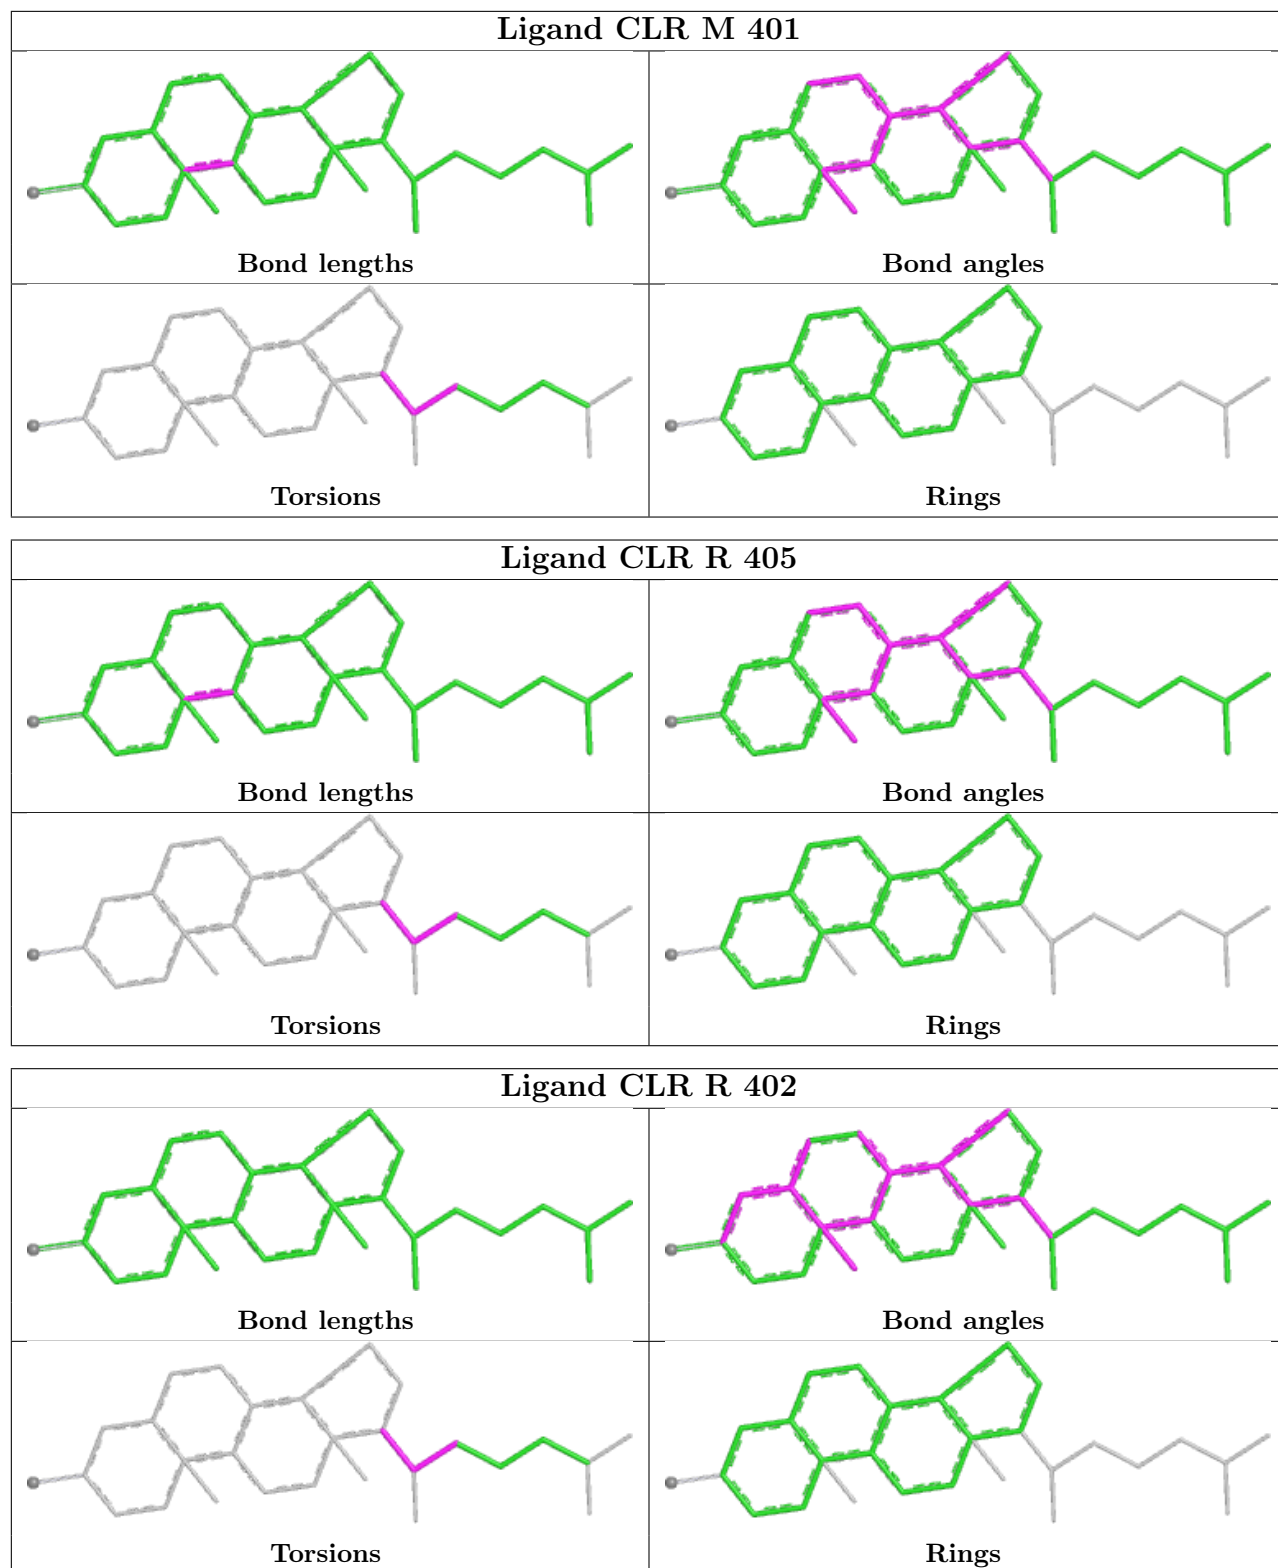 Ligand CLR M 401
Bond lengths
Bond angles
Torsions
Rings
Ligand CLR R 405
Bond lengths
Bond angles
Torsions
Rings
Ligand CLR R 402
Bond lengths
Bond angles
Torsions
Rings